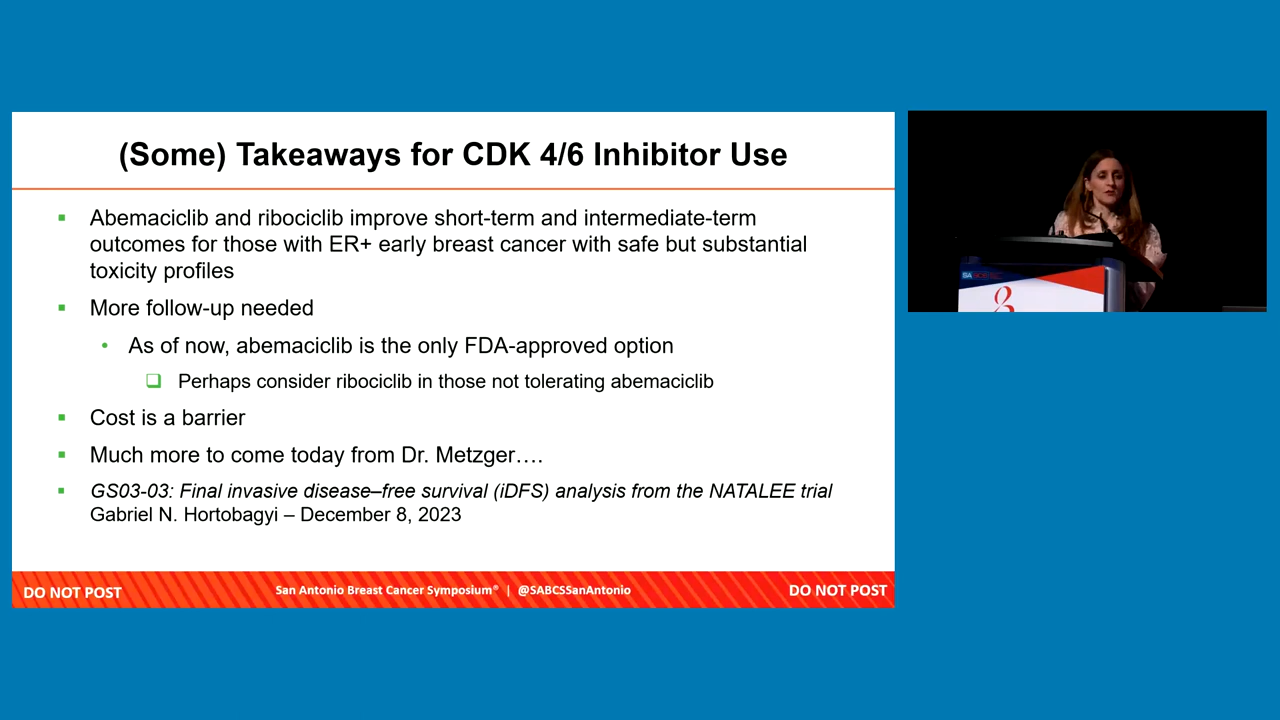 (Some) Takeaways for CDK 4/6 Inhibitor Use
Abemaciclib and ribociclib improve short-term and intermediate-term
outcomes for those with ER+ early breast cancer with safe but substantial
toxicity profiles
More follow-up needed
As of now, abemaciclib is the only FDA-approved option
Perhaps consider ribociclib in those not tolerating abemaciclib
Cost is a barrier
Much more to come today from Dr. Metzger….
GS03-03: Final invasive disease–free survival (iDFS) analysis from the NATALEE trial
Gabriel N. Hortobagyi – December 8, 2023
DO NOT POST
San Antonio Breast Cancer Symposium® | @SABCSSanAntonio
DO NOT POST